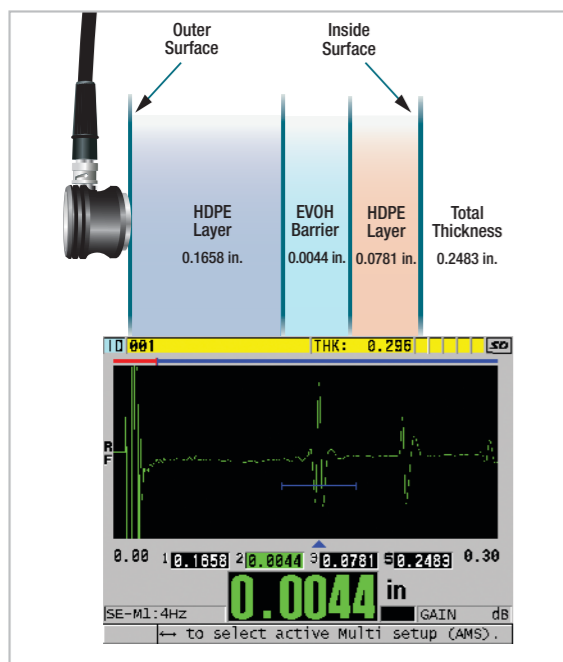 Outer Surface
Inside Surface
HDPE Layer
0.1658 in.
EVOH Barrier
0.0044 in.
HDPE Layer
0.0781 in.
Total Thickness
0.2483 in.
ID 001 THK: 0.296 SD
RF
0.00 1 0.1658 2 0.0044 3 0.0781 S 0.2483 0.30
0.0044 in
SE-M1:4Hz GAIN dB
↔ to select active Multi setup (AMS).